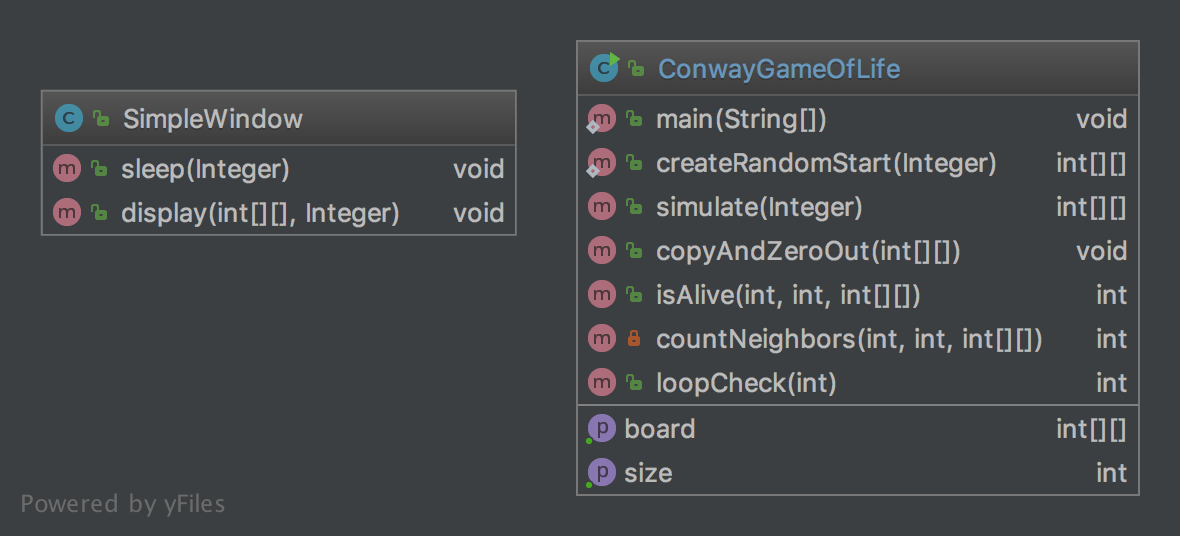 SimpleWindow
sleep(Integer) void
display(int[][], Integer) void
ConwayGameOfLife
main(String[]) void
createRandomStart(Integer) int[][]
simulate(Integer) int[][]
copyAndZeroOut(int[][]) void
isAlive(int, int, int[][]) int
countNeighbors(int, int, int[][]) int
loopCheck(int) int
board int[][]
size int
Powered by yFiles